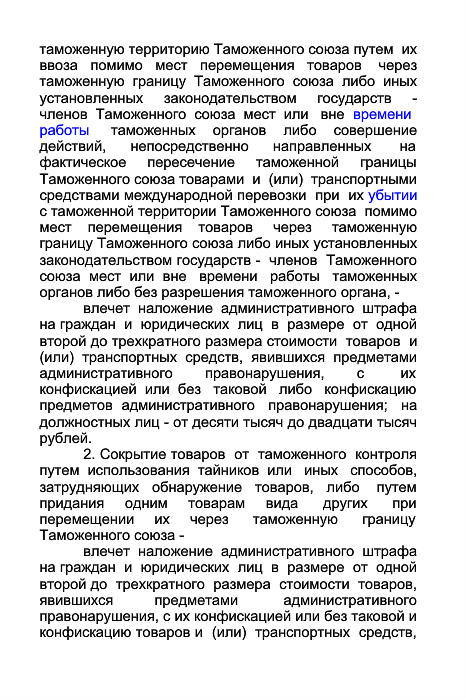 таможенную территорию Таможенного союза путем их
ввоза помимо мест перемещения товаров через
таможенную границу Таможенного союза либо иных
установленных законодательством государств -
членов Таможенного союза мест или вне времени
работы таможенных органов либо совершение
действий, непосредственно направленных на
фактическое пересечение таможенной границы
Таможенного союза товарами и (или) транспортными
средствами международной перевозки при их убытии
с таможенной территории Таможенного союза помимо
мест перемещения товаров через таможенную
границу Таможенного союза либо иных установленных
законодательством государств - членов Таможенного
союза мест или вне времени работы таможенных
органов либо без разрешения таможенного органа, -
влечет наложение административного штрафа
на граждан и юридических лиц в размере от одной
второй до трехкратного размера стоимости товаров и
(или) транспортных средств, явившихся предметами
административного правонарушения, с их
конфискацией или без таковой либо конфискацию
предметов административного правонарушения; на
должностных лиц - от десяти тысяч до двадцати тысяч
рублей.
2. Сокрытие товаров от таможенного контроля
путем использования тайников или иных способов,
затрудняющих обнаружение товаров, либо путем
придания одним товарам вида других при
перемещении их через таможенную границу
Таможенного союза -
влечет наложение административного штрафа
на граждан и юридических лиц в размере от одной
второй до трехкратного размера стоимости товаров,
явившихся предметами административного
правонарушения, с их конфискацией или без таковой и
конфискацию товаров и (или) транспортных средств,